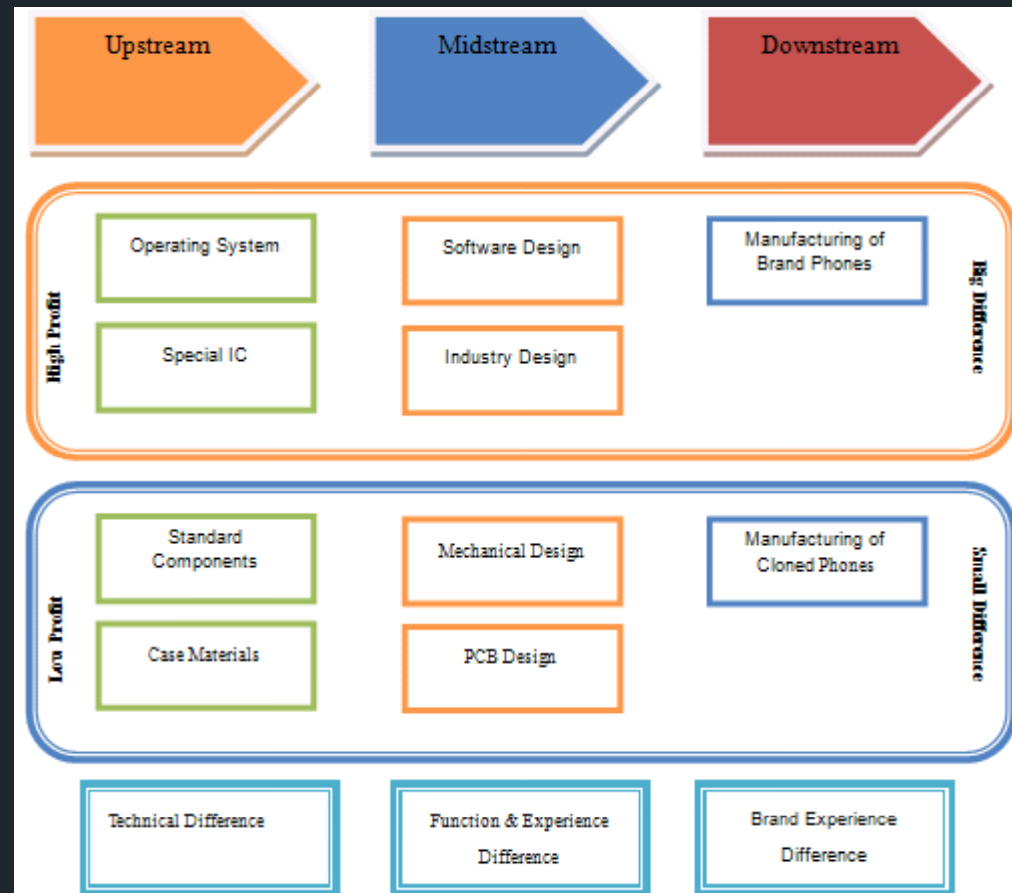 Upstream
Midstream
Downstream
High Profit
Operating System
Software Design
Manufacturing of
Brand Phones
Big Difference
Special IC
Industry Design
Low Profit
Standard
Components
Mechanical Design
Manufacturing of
Cloned Phones
Small Difference
Case Materials
PCB Design
Technical Difference
Function & Experience
Difference
Brand Experience
Difference